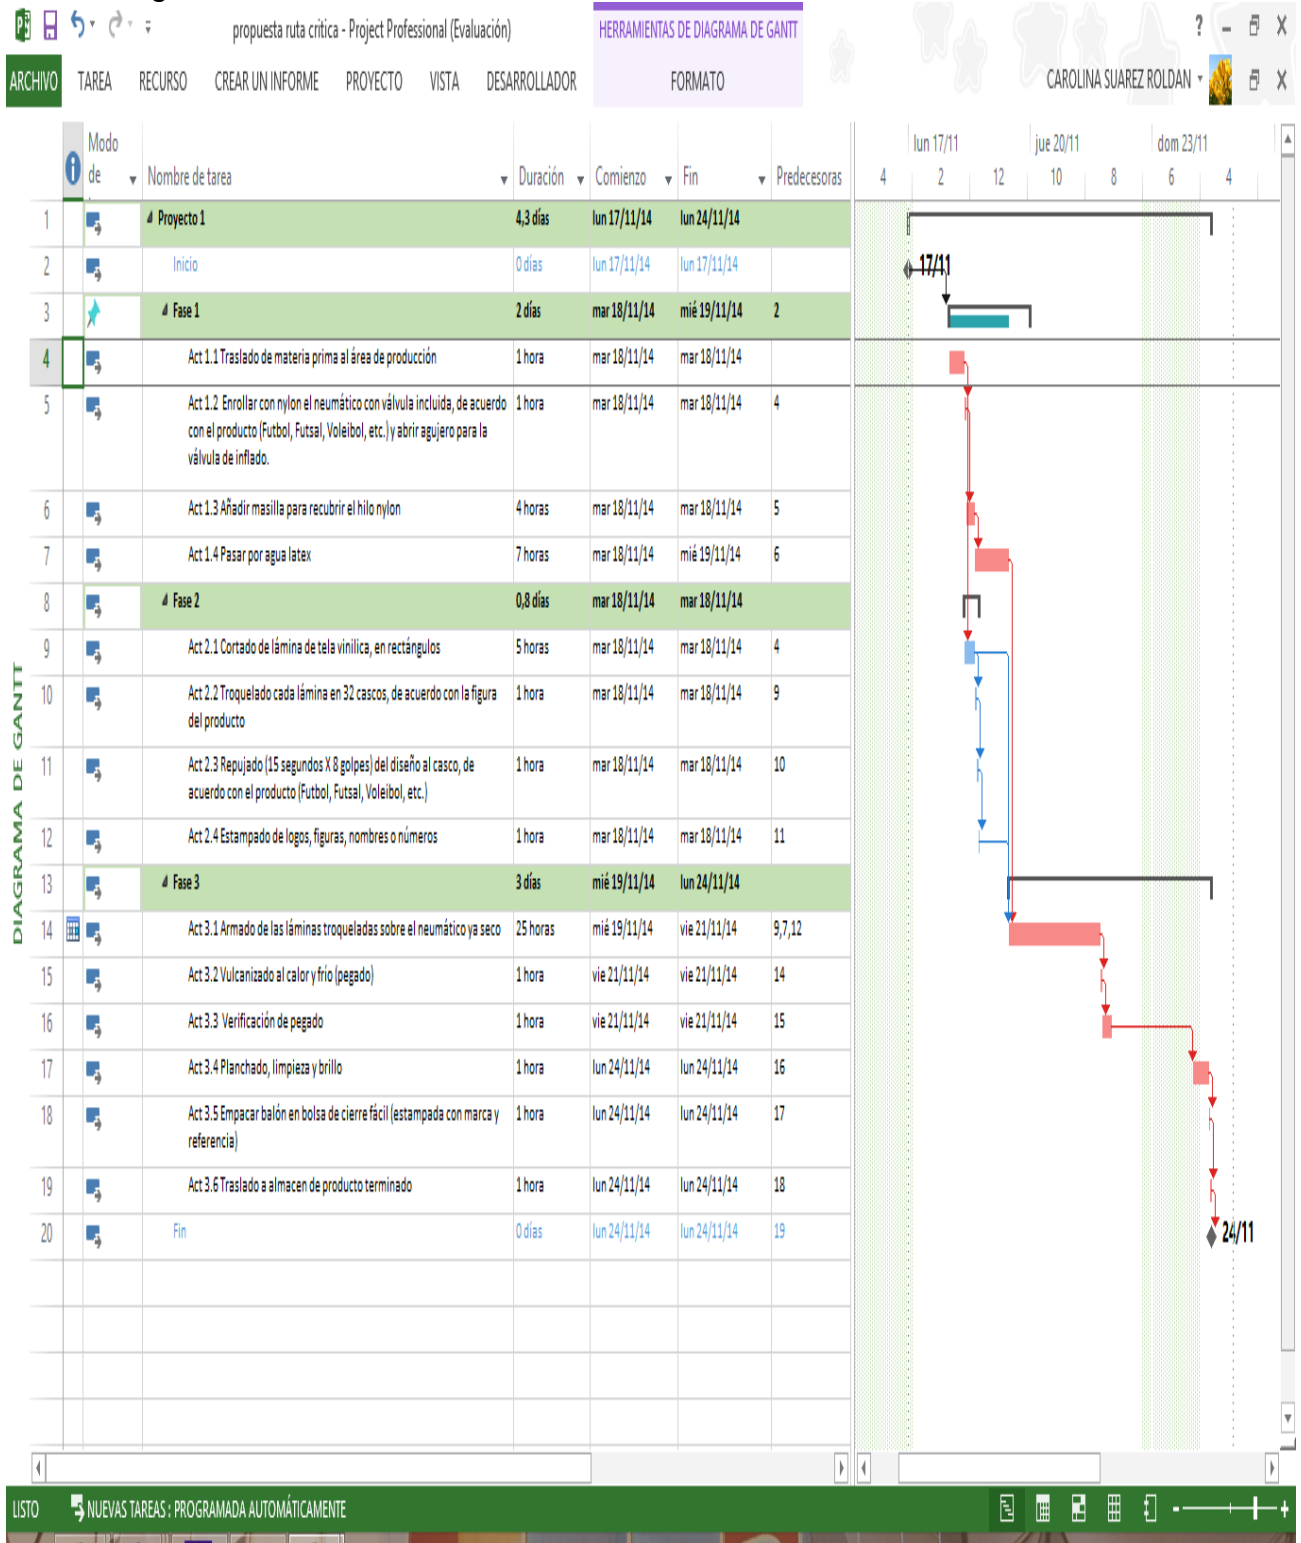 propuesta ruta critica - Project Professional (Evaluación)
HERRAMIENTAS DE DIAGRAMA DE GANTT
?
ARCHIVO TAREA RECURSO CREAR UN INFORME PROYECTO VISTA DESARROLLADOR FORMATO CAROLINA SUAREZ ROLDAN
Modo de
Nombre de tarea Duración Comienzo Fin Predecesoras
lun 17/11 jue 20/11 dom 23/11
4 2 12 10 8 6 4
1 Proyecto 1 4,3 días lun 17/11/14 lun 24/11/14
2 Inicio 0 días lun 17/11/14 lun 17/11/14
17/11
3 Fase 1 2 días mar 18/11/14 mié 19/11/14 2
4 Act 1.1 Traslado de materia prima al área de producción 1 hora mar 18/11/14 mar 18/11/14
5 Act 1.2 Enrollar con nylon el neumático con válvula incluida, de acuerdo 1 hora mar 18/11/14 mar 18/11/14 4
con el producto (Futbol, Futsal, Voleibol, etc.) y abrir agujero para la
válvula de inflado.
6 Act 1.3 Añadir masilla para recubrir el hilo nylon 4 horas mar 18/11/14 mar 18/11/14 5
7 Act 1.4 Pasar por agua latex 7 horas mar 18/11/14 mié 19/11/14 6
8 Fase 2 0,8 días mar 18/11/14 mar 18/11/14
9 Act 2.1 Cortado de lámina de tela vinilica, en rectángulos 5 horas mar 18/11/14 mar 18/11/14 4
10 Act 2.2 Troquelado cada lámina en 32 cascos, de acuerdo con la figura 1 hora mar 18/11/14 mar 18/11/14 9
del producto
11 Act 2.3 Repujado (15 segundos X 8 golpes) del diseño al casco, de 1 hora mar 18/11/14 mar 18/11/14 10
acuerdo con el producto (Futbol, Futsal, Voleibol, etc.)
12 Act 2.4 Estampado de logos, figuras, nombres o números 1 hora mar 18/11/14 mar 18/11/14 11
13 Fase 3 3 días mié 19/11/14 lun 24/11/14
14 Act 3.1 Armado de las láminas troqueladas sobre el neumático ya seco 25 horas mié 19/11/14 vie 21/11/14 9,7,12
15 Act 3.2 Vulcanizado al calor y frío (pegado) 1 hora vie 21/11/14 vie 21/11/14 14
16 Act 3.3 Verificación de pegado 1 hora vie 21/11/14 vie 21/11/14 15
17 Act 3.4 Planchado, limpieza y brillo 1 hora lun 24/11/14 lun 24/11/14 16
18 Act 3.5 Empacar balón en bolsa de cierre fácil (estampada con marca y 1 hora lun 24/11/14 lun 24/11/14 17
referencia)
19 Act 3.6 Traslado a almacen de producto terminado 1 hora lun 24/11/14 lun 24/11/14 18
20 Fin 0 días lun 24/11/14 lun 24/11/14 19
24/11
DIAGRAMA DE GANTT
LISTO NUEVAS TAREAS : PROGRAMADA AUTOMÁTICAMENTE